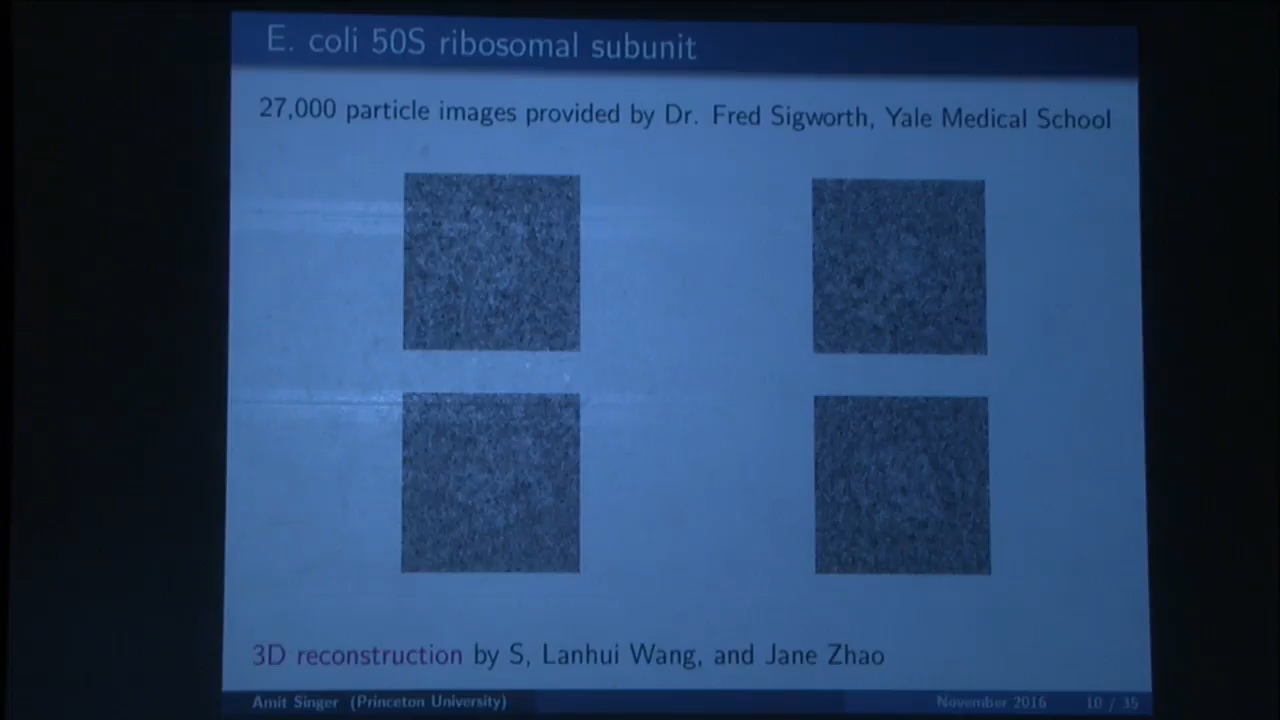 E. coli 50S ribosomal subunit
27,000 particle images provided by Dr. Fred Sigworth, Yale Medical School
3D reconstruction by S, Lanhui Wang, and Jane Zhao
Amit Singer (Princeton University) November 2016 10 / 35